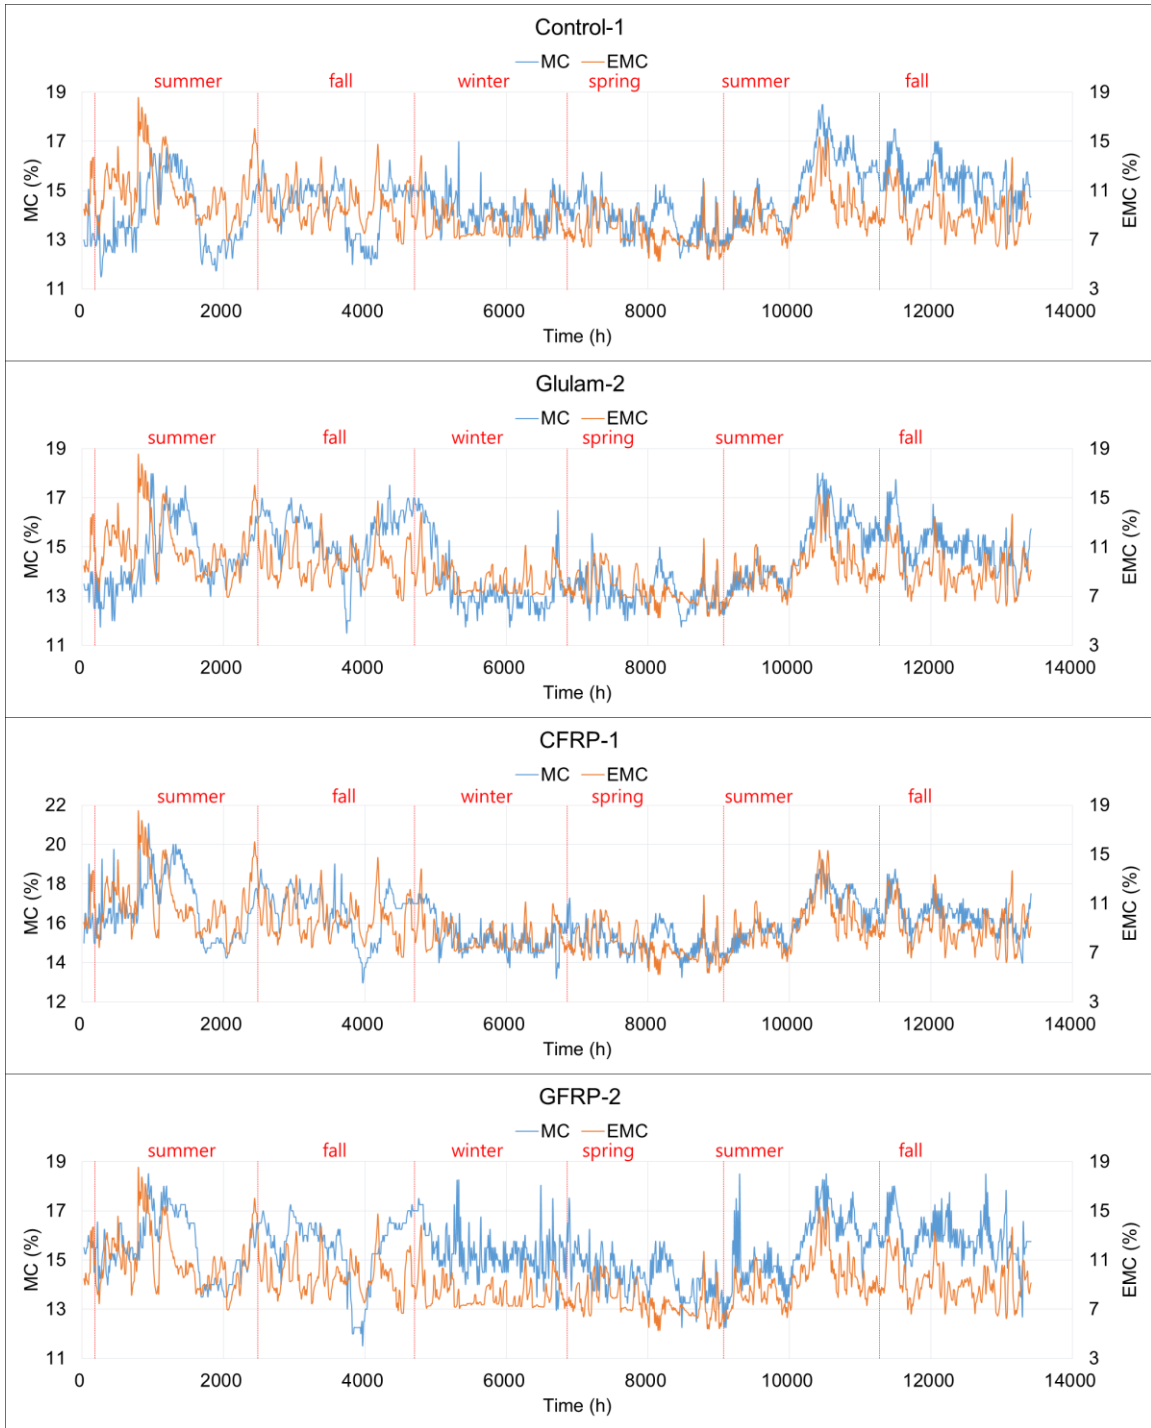 Control-1
MC EMC
summer fall winter spring summer fall
19 19
17 15
15 11
13 7
11 3
MC (%)
EMC (%)
0 2000 4000 6000 8000 10000 12000 14000
Time (h)
Glulam-2
MC EMC
summer fall winter spring summer fall
19 19
17 15
15 11
13 7
11 3
MC (%)
EMC (%)
0 2000 4000 6000 8000 10000 12000 14000
Time (h)
CFRP-1
MC EMC
summer fall winter spring summer fall
22 19
20 15
18 11
16 7
14
12 3
MC (%)
EMC (%)
0 2000 4000 6000 8000 10000 12000 14000
Time (h)
GFRP-2
MC EMC
summer fall winter spring summer fall
19 19
17 15
15 11
13 7
11 3
MC (%)
EMC (%)
0 2000 4000 6000 8000 10000 12000 14000
Time (h)